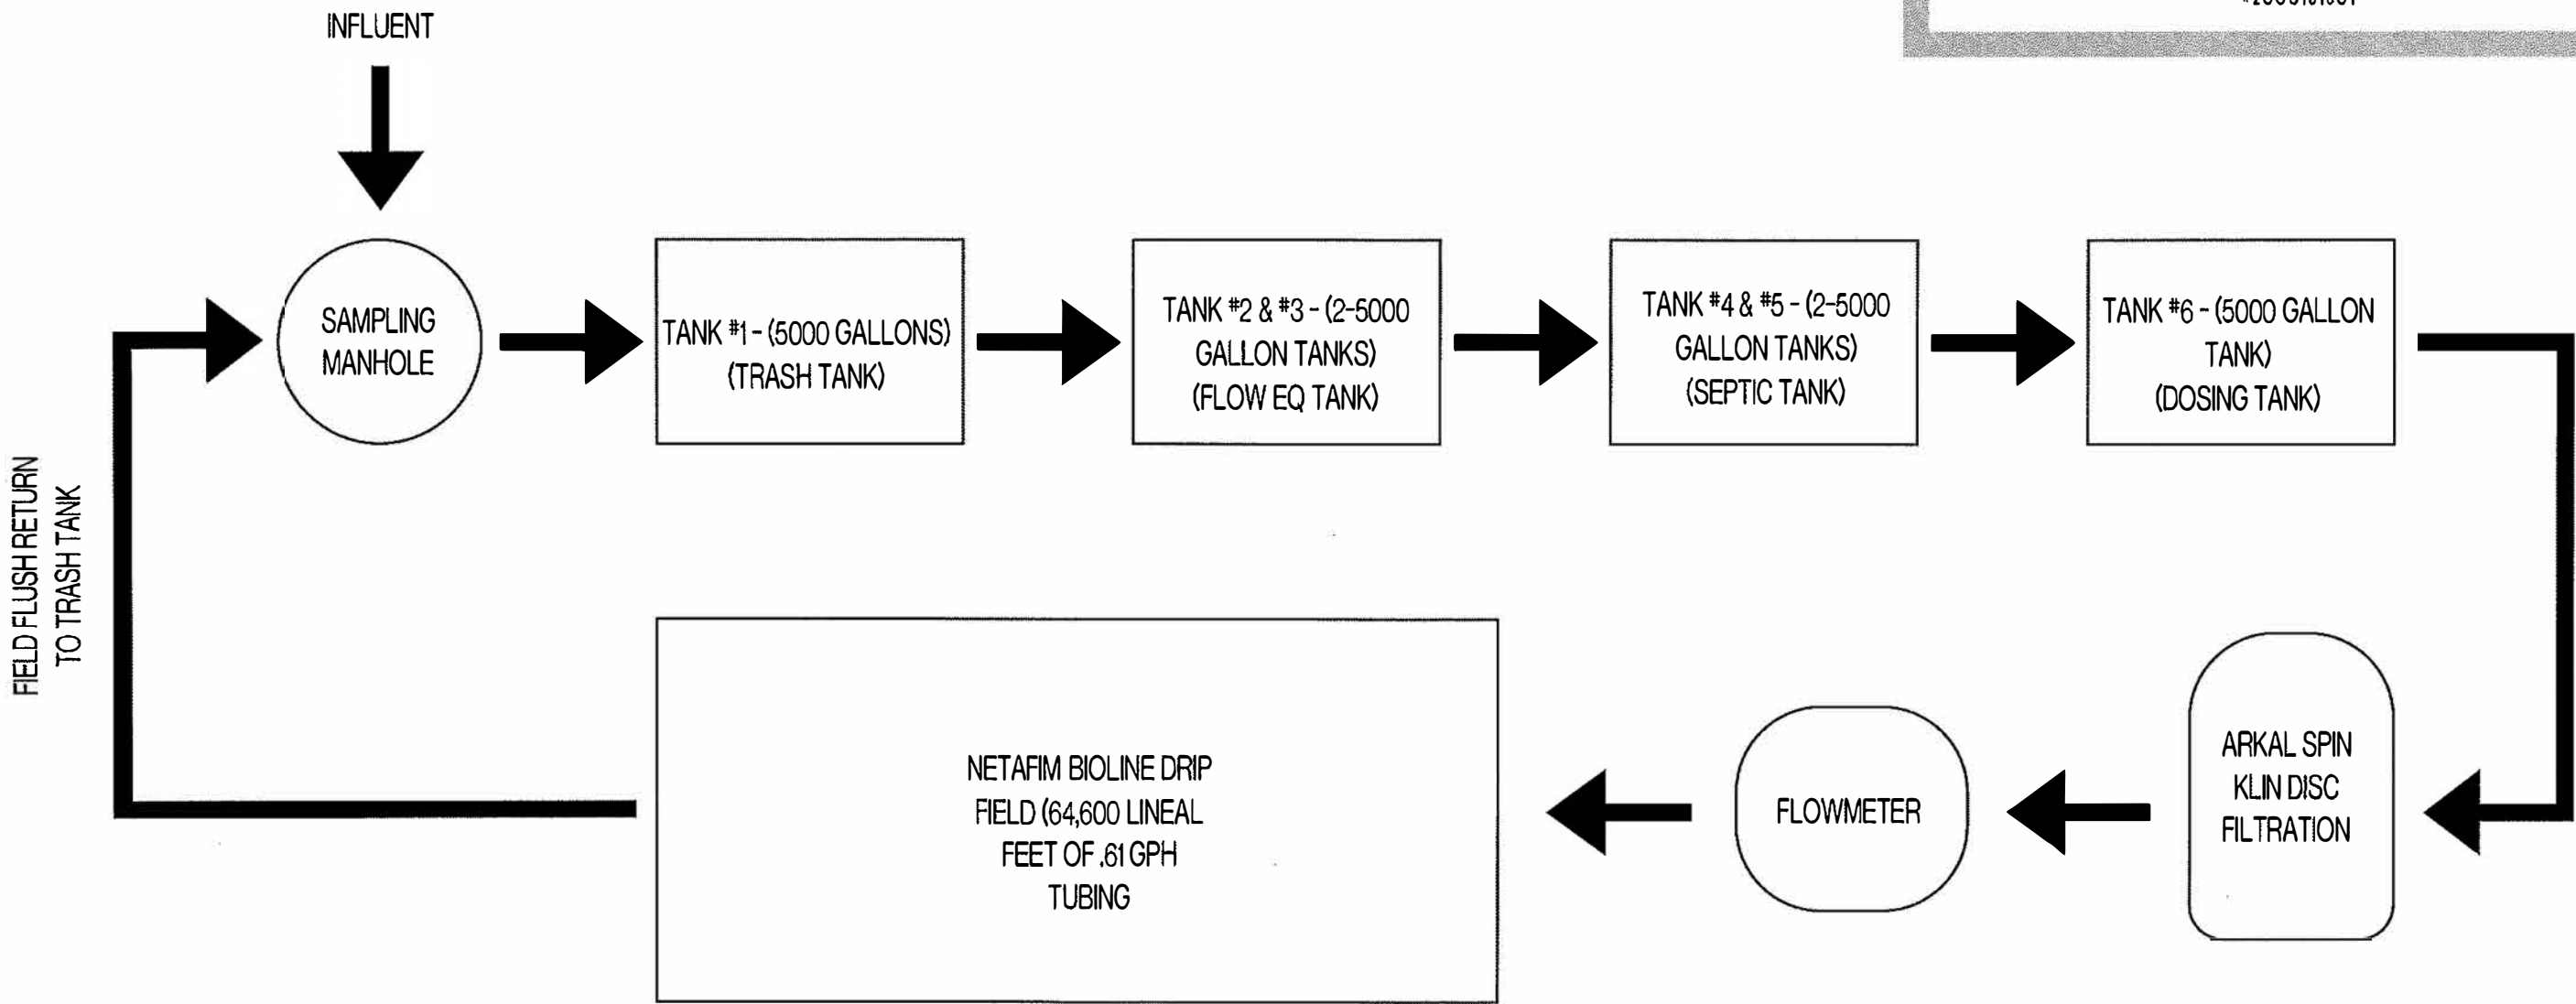 INFLUENT
SAMPLING
MANHOLE
TANK #1 - (5000 GALLONS)
(TRASH TANK)
TANK #2 & #3 - (2-5000
GALLON TANKS)
(FLOW EQ TANK)
TANK #4 & #5 - (2-5000
GALLON TANKS)
(SEPTIC TANK)
TANK #6 - (5000 GALLON
TANK)
(DOSING TANK)
FIELD FLUSH RETURN
TO TRASH TANK
NETAFIM BIOLINE DRIP
FIELD (64,600 LINEAL
FEET OF .61 GPH
TUBING
FLOWMETER
ARKAL SPIN
KLIN DISC
FILTRATION